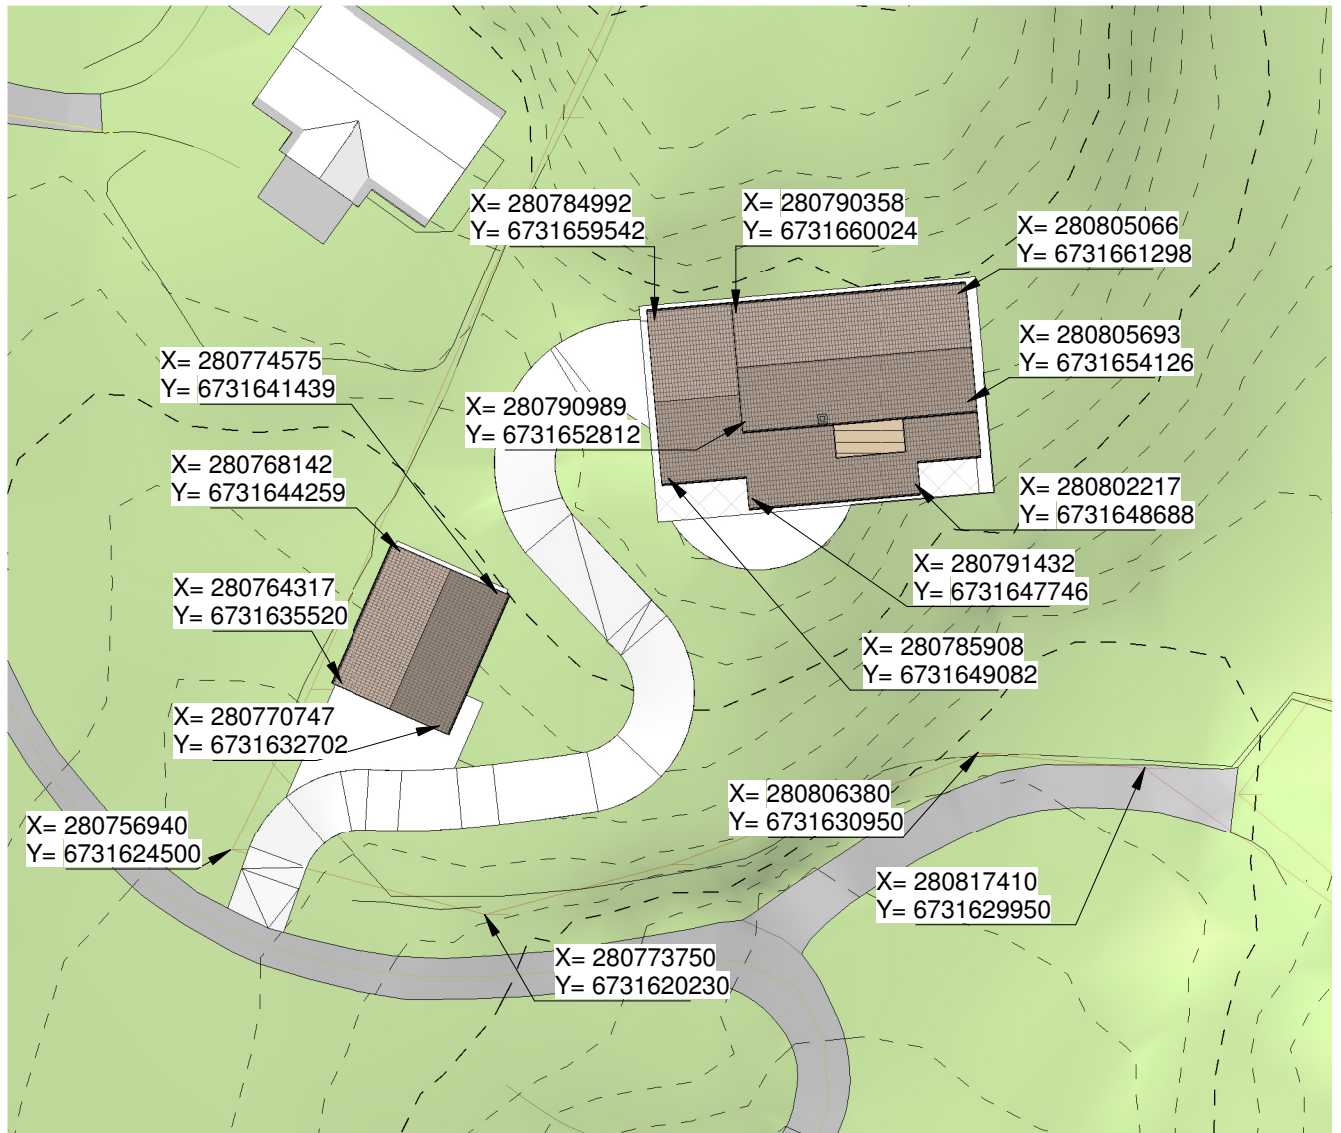 X= 280784992
Y= 6731659542
X= 280790358
Y= 6731660024
X= 280805066
Y= 6731661298
X= 280805693
Y= 6731654126
X= 280774575
Y= 6731641439
X= 280790989
Y= 6731652812
X= 280768142
Y= 6731644259
X= 280802217
Y= 6731648688
X= 280791432
Y= 6731647746
X= 280764317
Y= 6731635520
X= 280785908
Y= 6731649082
X= 280770747
Y= 6731632702
X= 280806380
Y= 6731630950
X= 280756940
Y= 6731624500
X= 280817410
Y= 6731629950
X= 280773750
Y= 6731620230